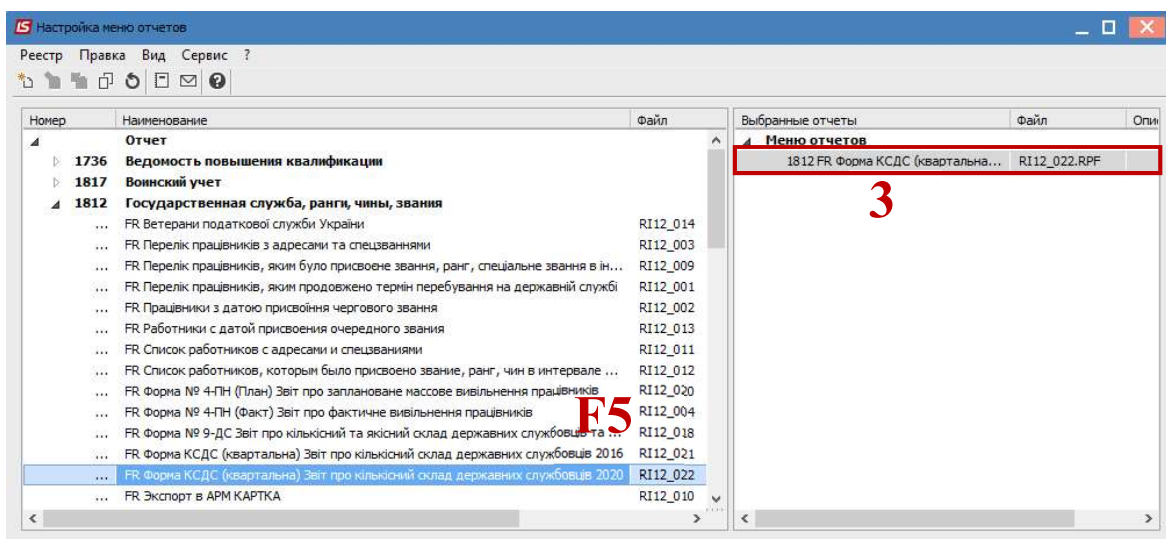 Настройка меню отчетов
Реестр Правка Вид Сервис ?
Номер Наименование Файл Выбранные отчеты Файл Опи
Отчет Меню отчетов
1736 Ведомость повышения квалификации 1812 FR Форма КСДС (квартальна... RI12_022.RPF
1817 Воинский учет
3
1812 Государственная служба, ранги, чины, звания
... FR Ветерани податкової служби України RI12_014
... FR Перелік працівників з адресами та спецзваннями RI12_003
... FR Перелік працівників, яким було присвоєне звання, ранг, спеціальне звання в ін... RI12_009
... FR Перелік працівників, яким продовжено термін перебування на державній службі RI12_001
... FR Працівники з датою присвоїння чергового звання RI12_002
... FR Работники с датой присвоения очередного звания RI12_013
... FR Список работников с адресами и спецзваниями RI12_011
... FR Список работников, которым было присвоено звание, ранг, чин в интервале ... RI12_012
... FR Форма № 4-ПН (План) Звіт про заплановане массове вивільнення працівників RI12_020
... FR Форма № 4-ПН (Факт) Звіт про фактичне вивільнення працівників RI12_004
F5
... FR Форма № 9-ДС Звіт про кількісний та якісний склад державних службовців та ... RI12_018
... FR Форма КСДС (квартальна) Звіт про кількісний склад державних службовців 2016 RI12_021
... FR Форма КСДС (квартальна) Звіт про кількісний склад державних службовців 2020 RI12_022
... FR Экспорт в АРМ КАРТКА RI12_010